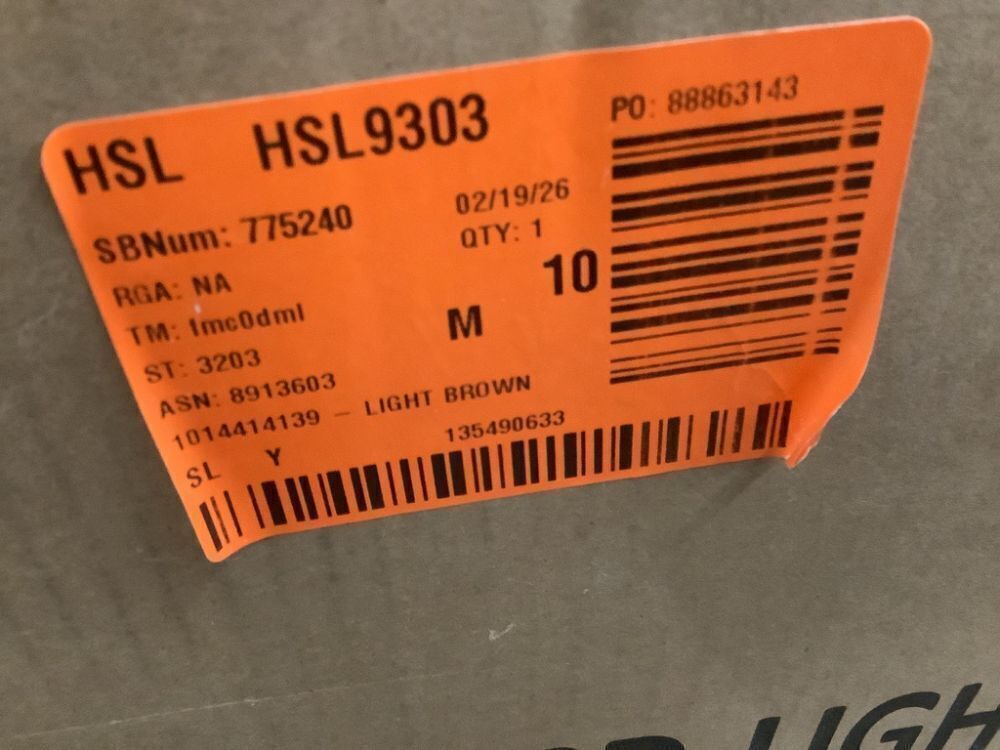 HSL HSL9303
PO: 88863143
SBNum: 775240
02/19/26
RGA: NA
QTY: 1
10
TM: 1mc0dml
M
ST: 3203
ASN: 8913603
1014414139 - LIGHT BROWN
SL Y
135490633